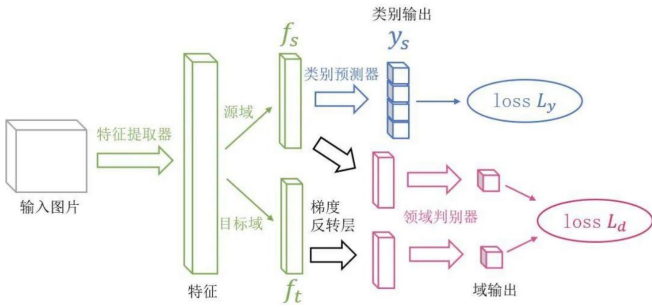 类别输出
f_s
y_s
类别预测器
源域
loss L_y
特征提取器
输入图片
目标域
梯度
反转层
领域判别器
loss L_d
特征
f_t
域输出